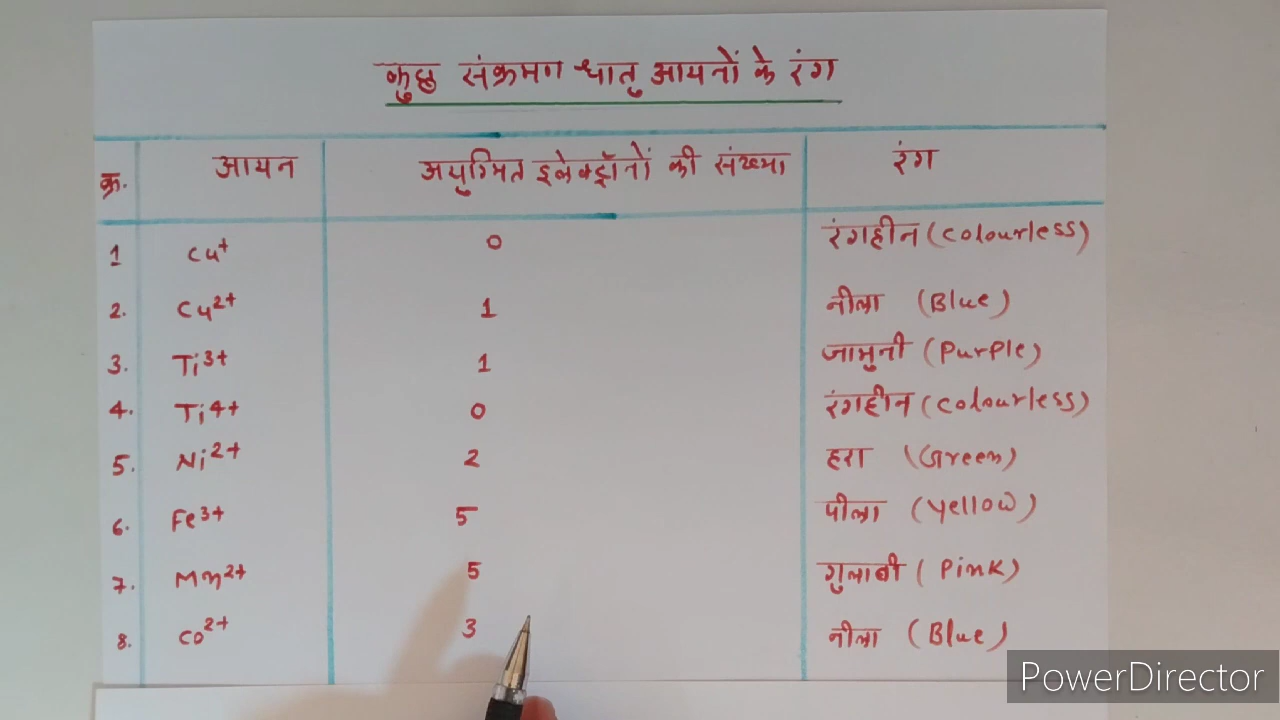 कुछ संक्रमण धातु आयनों के रंग
क्र. आयन अयुग्मित इलेक्ट्रॉनों की संख्या रंग
1 Cu+ 0 रंगहीन (colourless)
2. Cu2+ 1 नीला (Blue)
3. Ti3+ 1 जामुनी (Purple)
4. Ti4+ 0 रंगहीन (colourless)
5. Ni2+ 2 हरा (Green)
6. Fe3+ 5 पीला (Yellow)
7. Mn2+ 5 गुलाबी (Pink)
8. Co2+ 3 नीला (Blue)
PowerDirector